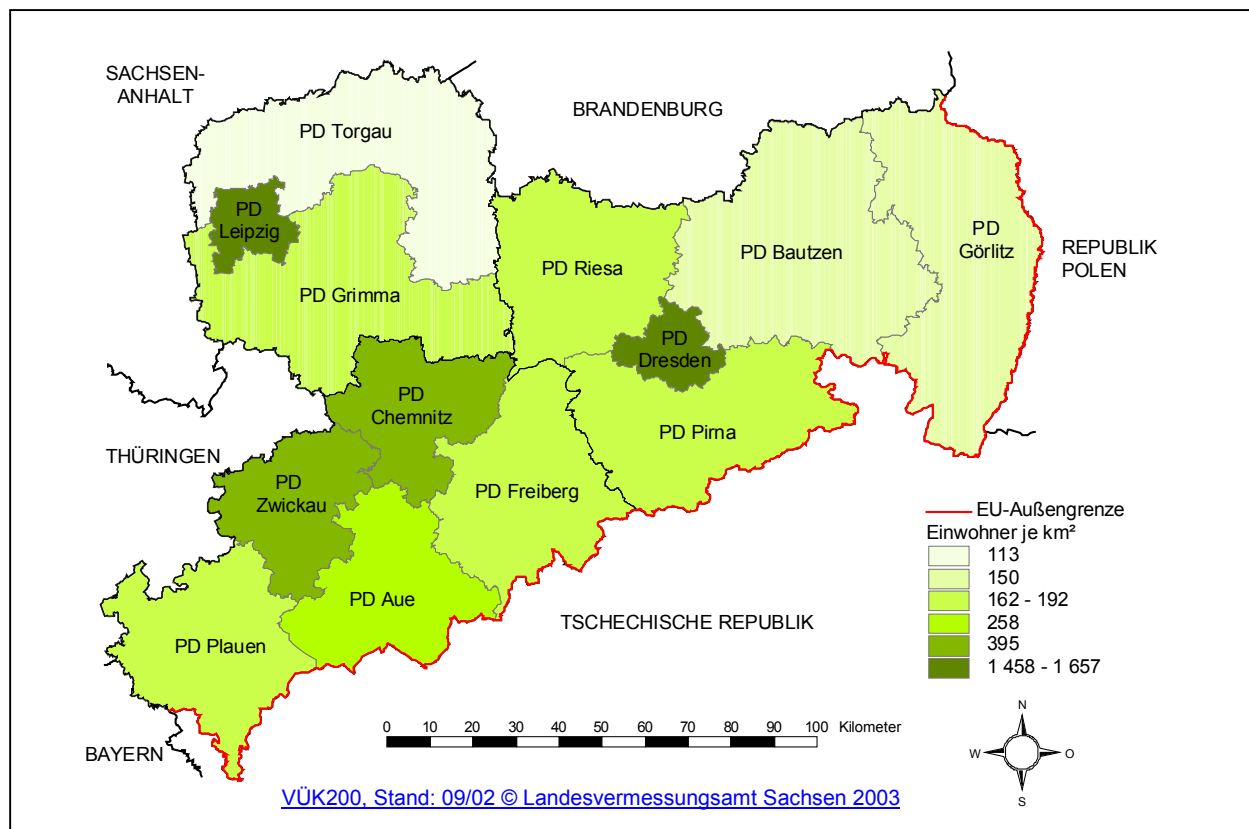 SACHSEN-
ANHALT
BRANDENBURG
PD Torgau
PD
Leipzig
PD
Görlitz
PD Bautzen
REPUBLIK
POLEN
PD Riesa
PD Grimma
PD
Dresden
PD
Chemnitz
PD Pirna
THÜRINGEN
PD
Zwickau
PD Freiberg
PD Aue
PD Plauen
TSCHECHISCHE REPUBLIK
BAYERN
EU-Außengrenze
Einwohner je km²
113
150
162 - 192
258
395
1 458 - 1 657
0 10 20 30 40 50 60 70 80 90 100 Kilometer
N
W O
S
VÜK200, Stand: 09/02 © Landesvermessungsamt Sachsen 2003